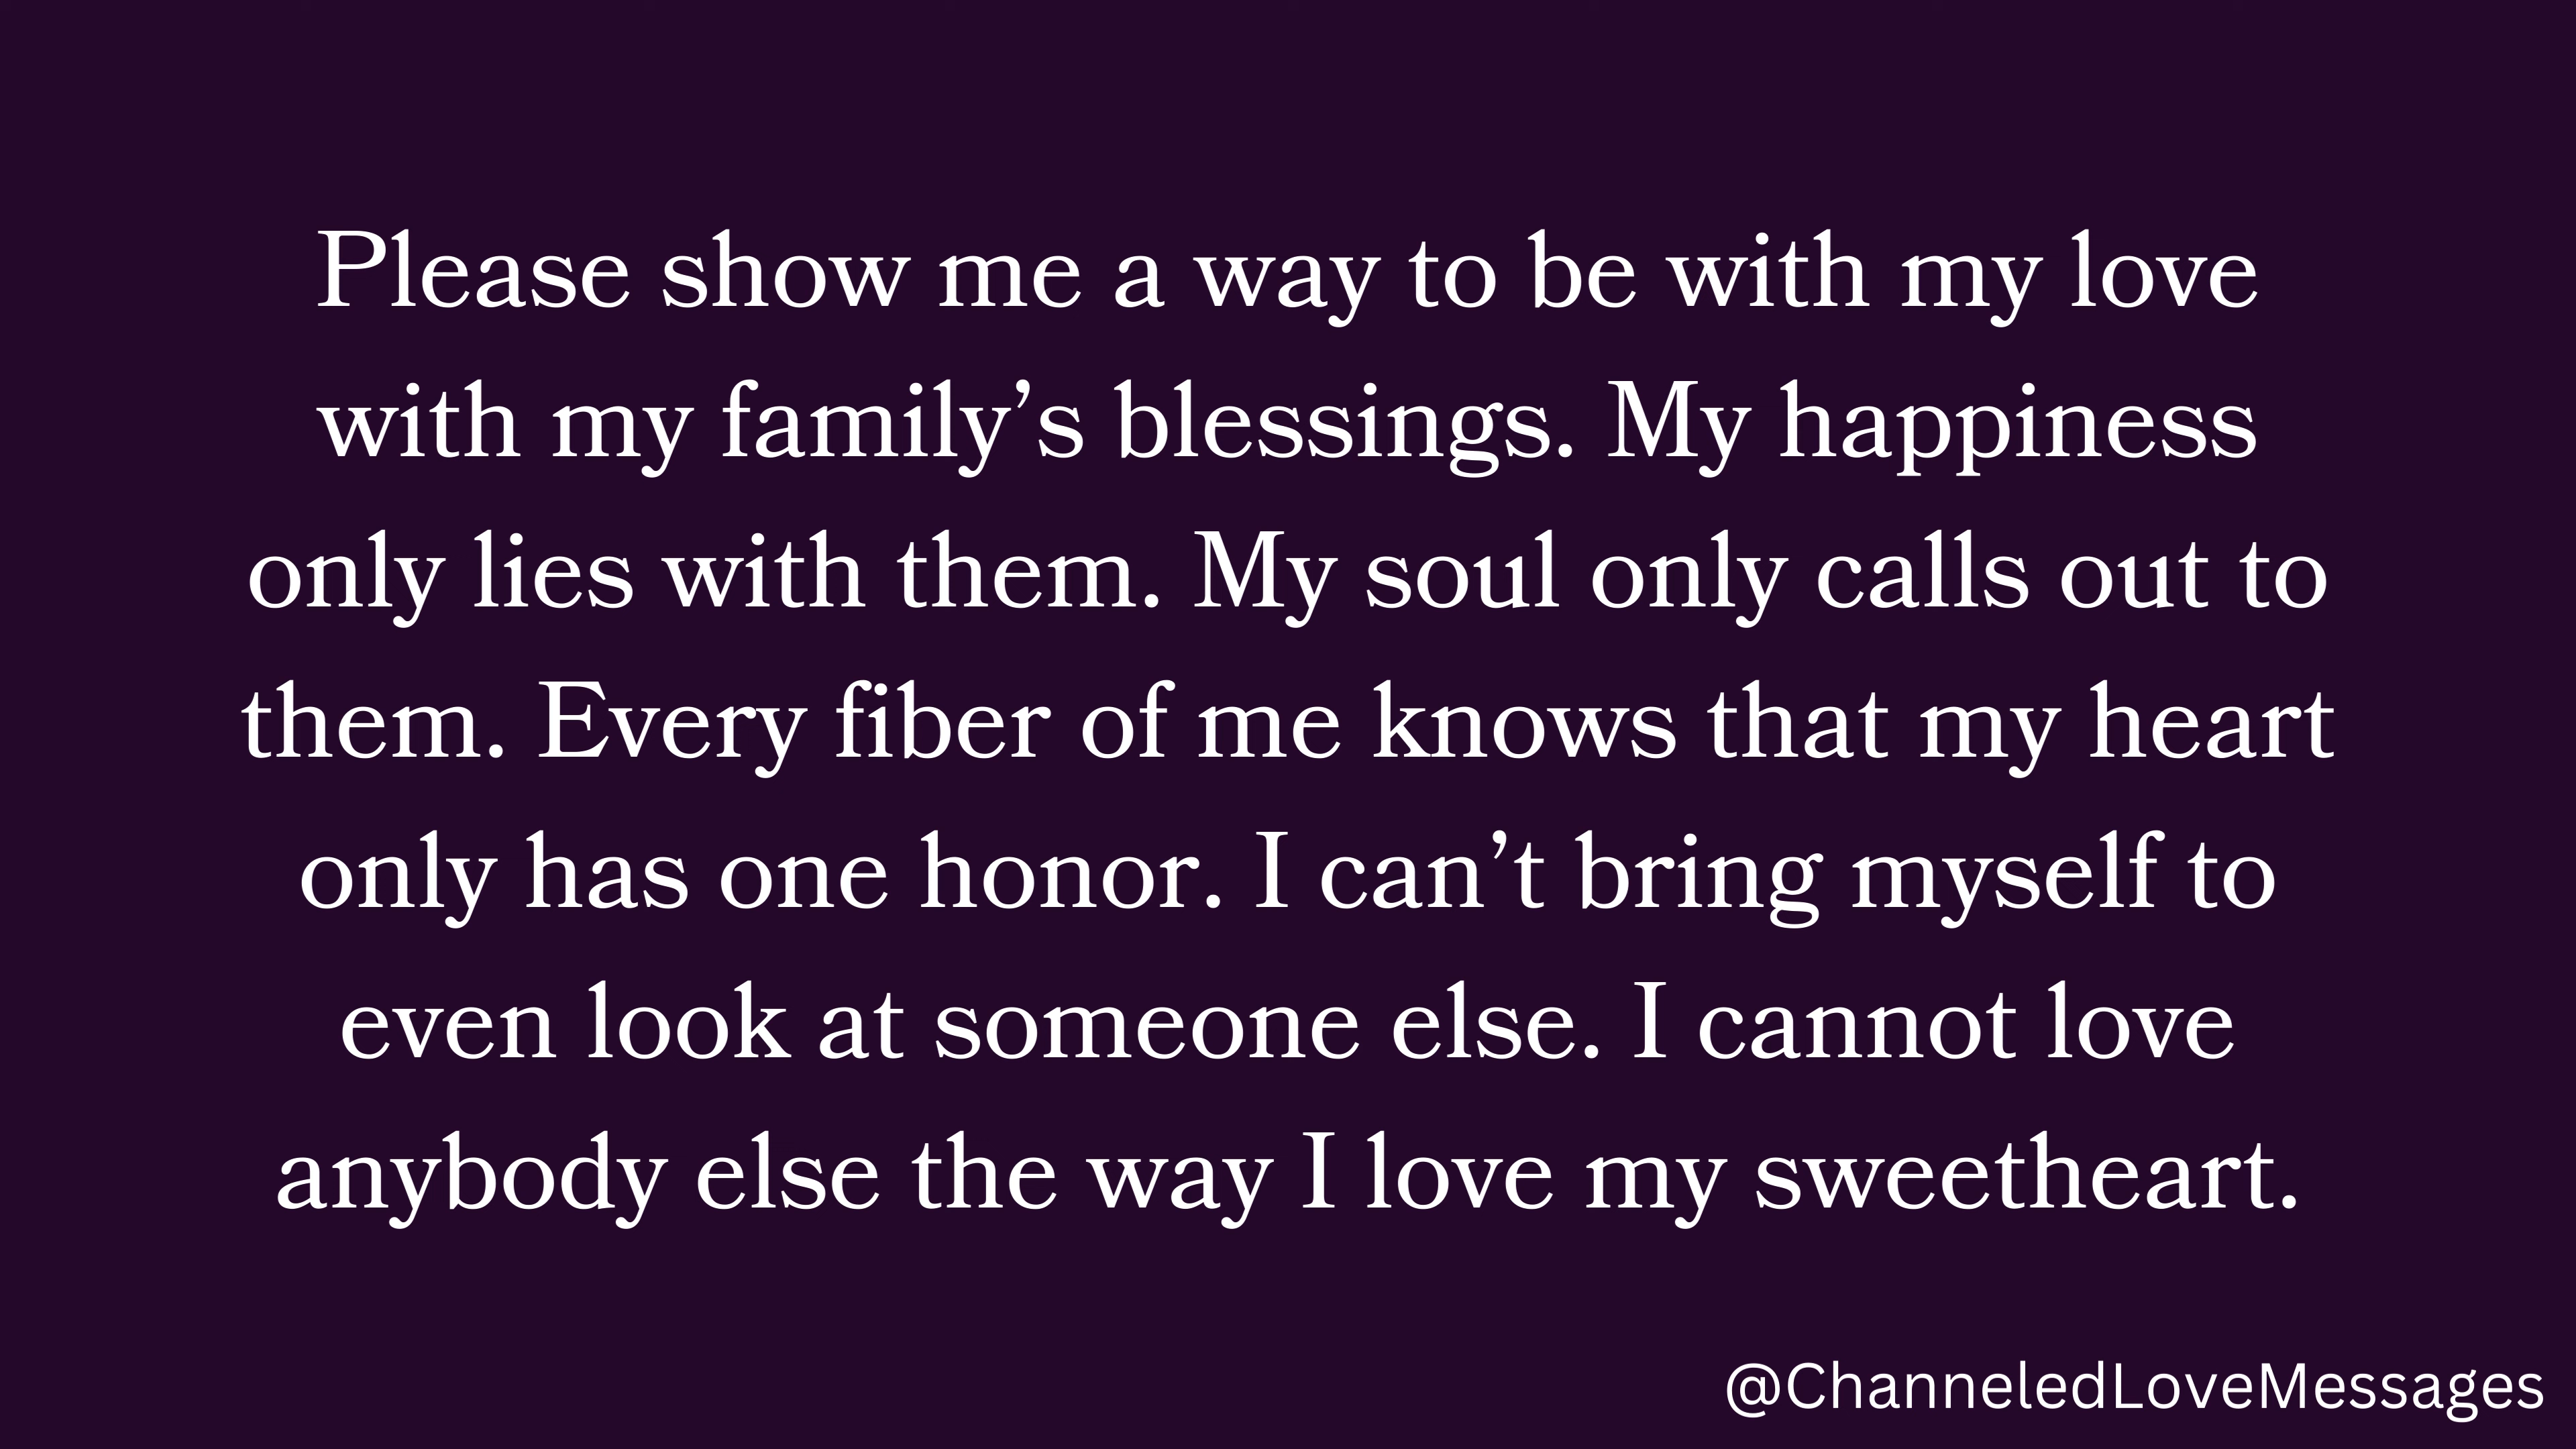 Please show me a way to be with my love
with my family’s blessings. My happiness
only lies with them. My soul only calls out to
them. Every fiber of me knows that my heart
only has one honor. I can’t bring myself to
even look at someone else. I cannot love
anybody else the way I love my sweetheart.
@ChanneledLoveMessages